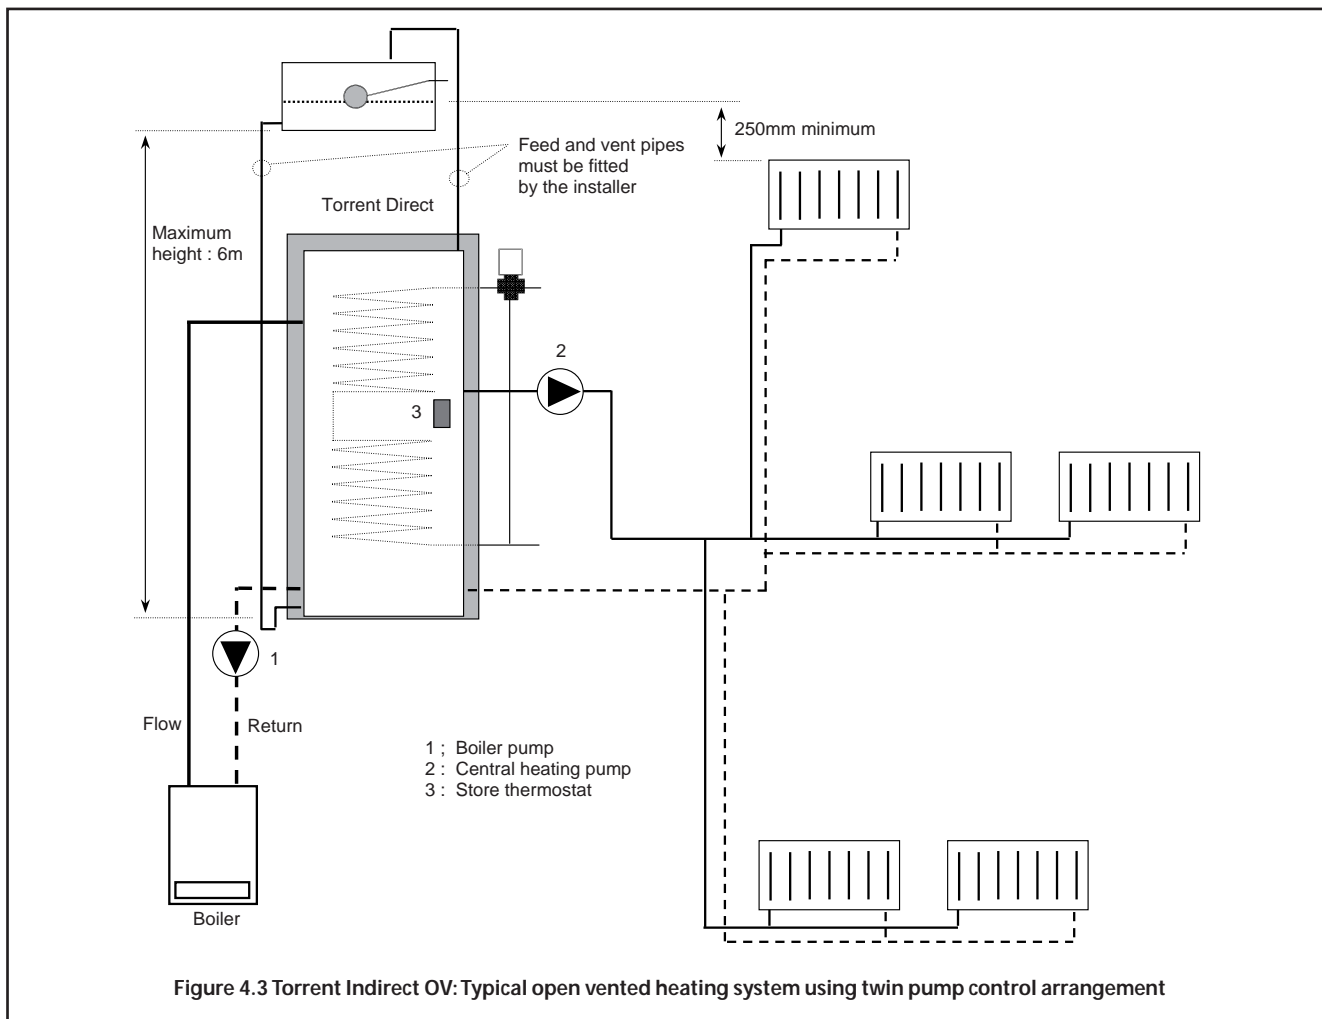 250mm minimum
Feed and vent pipes
must be fitted
by the installer
Torrent Direct
Maximum
height : 6m
2
3
1
Flow
Return
1 ; Boiler pump
2 : Central heating pump
3 : Store thermostat
Boiler
Figure 4.3 Torrent Indirect OV: Typical open vented heating system using twin pump control arrangement